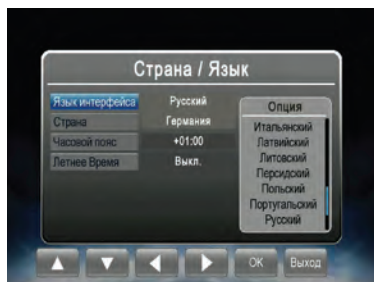 Страна / Язык
Язык интерфейса Русский
Страна Германия
Часовой пояс +01:00
Летнее Время Выкл.
Опция
Итальянский
Латвийский
Литовский
Персидский
Польский
Португальский
Русский
OK Выход